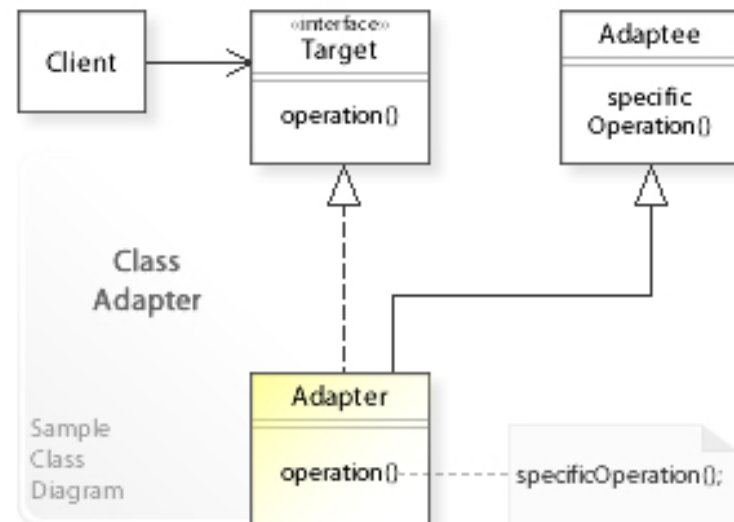 Client
«interface»
Target
operation()
Adaptee
specific
Operation()
Class
Adapter
Sample
Class
Diagram
Adapter
operation()
specificOperation();